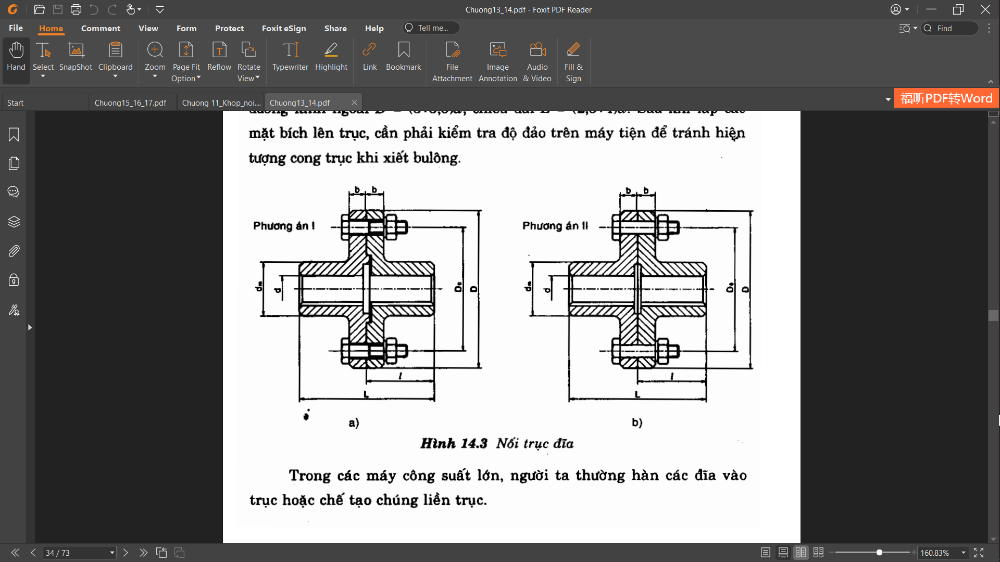 Chuong13_14.pdf - Foxit PDF Reader
File Home Comment View Form Protect Foxit eSign Share Help Tell me... Find
Hand Select SnapShot Clipboard Zoom Page Fit Option Reflow Rotate View Typewriter Highlight Link Bookmark File Attachment Image Annotation Audio & Video Fill & Sign
Start Chuong15_16_17.pdf Chuong 11_Khop_noi.... Chuong13_14.pdf 福昕PDF转Word
mặt bích lên trục, cần phải kiểm tra độ đảo trên máy tiện để tránh hiện
tượng cong trục khi xiết bulông.
b b b b
Phương án I Phương án II
dm d D D dm d D D
l l
L L
a) b)
Hình 14.3 Nối trục đĩa
Trong các máy công suất lớn, người ta thường hàn các đĩa vào
trục hoặc chế tạo chúng liền trục.
34 / 73 160.83%